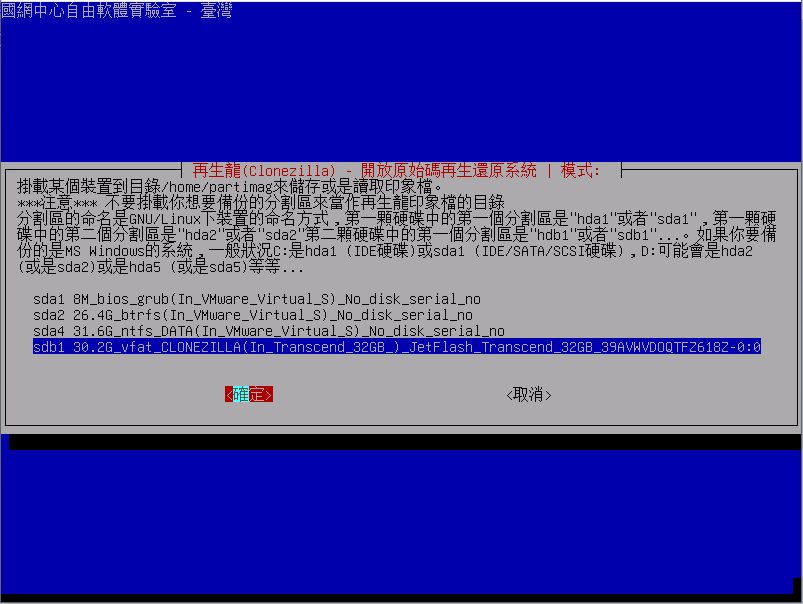 國網中心自由軟體實驗室 - 臺灣
再生龍(Clonezilla) - 開放原始碼再生還原系統 | 模式:
掛載某個裝置到目錄/home/partimag來儲存或是讀取印象檔。
***注意*** 不要掛載你想要備份的分割區來當作再生龍印象檔的目錄
分割區的命名是GNU/Linux下裝置的命名方式，第一顆硬碟中的第一個分割區是"hda1"或者"sda1"，第一顆硬
碟中的第二個分割區是"hda2"或者"sda2"第二顆硬碟中的第一個分割區是"hdb1"或者"sdb1"...。如果你要備
份的是MS Windows的系統，一般狀況C:是hda1 (IDE硬碟)或sda1 (IDE/SATA/SCSI硬碟)，D:可能會是hda2
(或是sda2)或是hda5 (或是sda5)等等...
sda1 8M_bios_grub(In_VMware_Virtual_S)_No_disk_serial_no
sda2 26.4G_btrfs(In_VMware_Virtual_S)_No_disk_serial_no
sda4 31.6G_ntfs_DATA(In_VMware_Virtual_S)_No_disk_serial_no
sdb1 30.2G_vfat_CLONEZILLA(In_Transcend_32GB_)_JetFlash_Transcend_32GB_39AVWVDOQTFZ618Z-0:0
<確定> <取消>